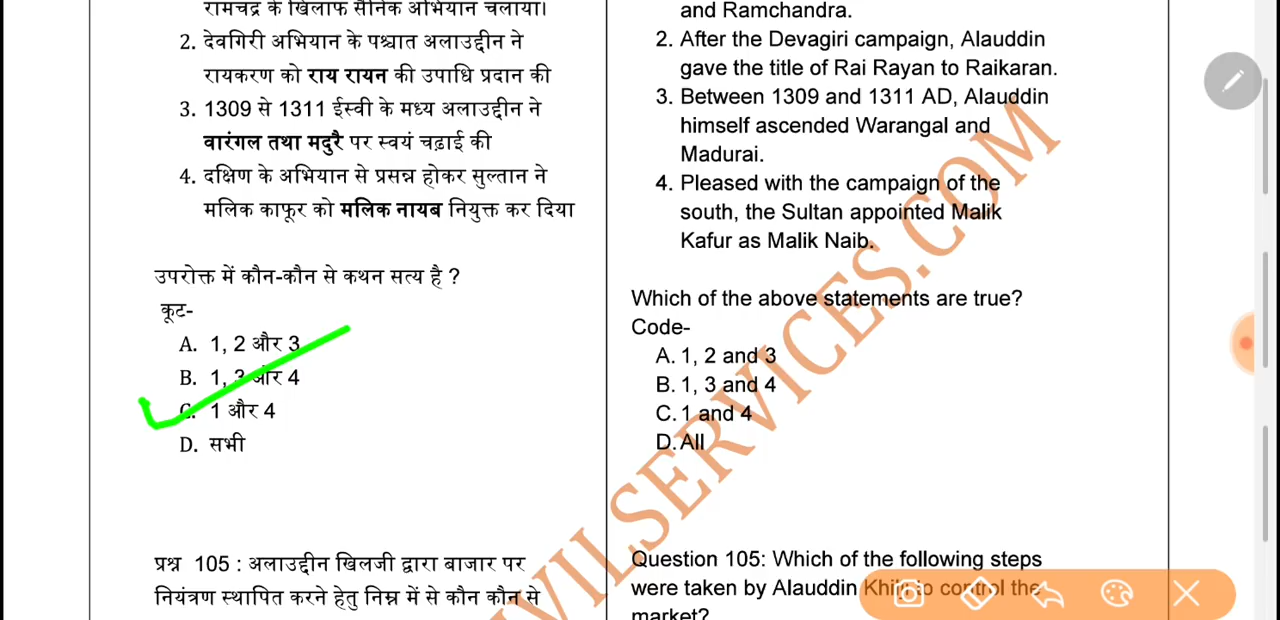 रामचद्र के खिलाफ सैनिक अभियान चलाया।
2. देवगिरी अभियान के पश्चात अलाउद्दीन ने
रायकरण को राय रायन की उपाधि प्रदान की
3. 1309 से 1311 ईस्वी के मध्य अलाउद्दीन ने
वारंगल तथा मदुरै पर स्वयं चढ़ाई की
4. दक्षिण के अभियान से प्रसन्न होकर सुल्तान ने
मलिक काफूर को मलिक नायब नियुक्त कर दिया
उपरोक्त में कौन-कौन से कथन सत्य है ?
कूट-
A. 1, 2 और 3
B. 1, 3 और 4
C. 1 और 4
D. सभी
प्रश्न 105 : अलाउद्दीन खिलजी द्वारा बाजार पर
नियंत्रण स्थापित करने हेतु निम्न में से कौन कौन से
and Ramchandra.
2. After the Devagiri campaign, Alauddin
gave the title of Rai Rayan to Raikaran.
3. Between 1309 and 1311 AD, Alauddin
himself ascended Warangal and
Madurai.
4. Pleased with the campaign of the
south, the Sultan appointed Malik
Kafur as Malik Naib.
Which of the above statements are true?
Code-
A. 1, 2 and 3
B. 1, 3 and 4
C. 1 and 4
D. All
Question 105: Which of the following steps
were taken by Alauddin Khilji to control the
market?
VILSERVICES.COM